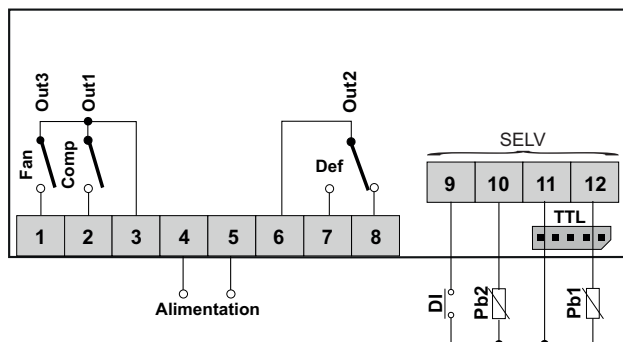 Out3
Out1
Out2
Fan
Comp
Def
SELV
1 2 3 4 5 6 7 8
9 10 11 12
TTL
Alimentation
DI
Pb2
Pb1